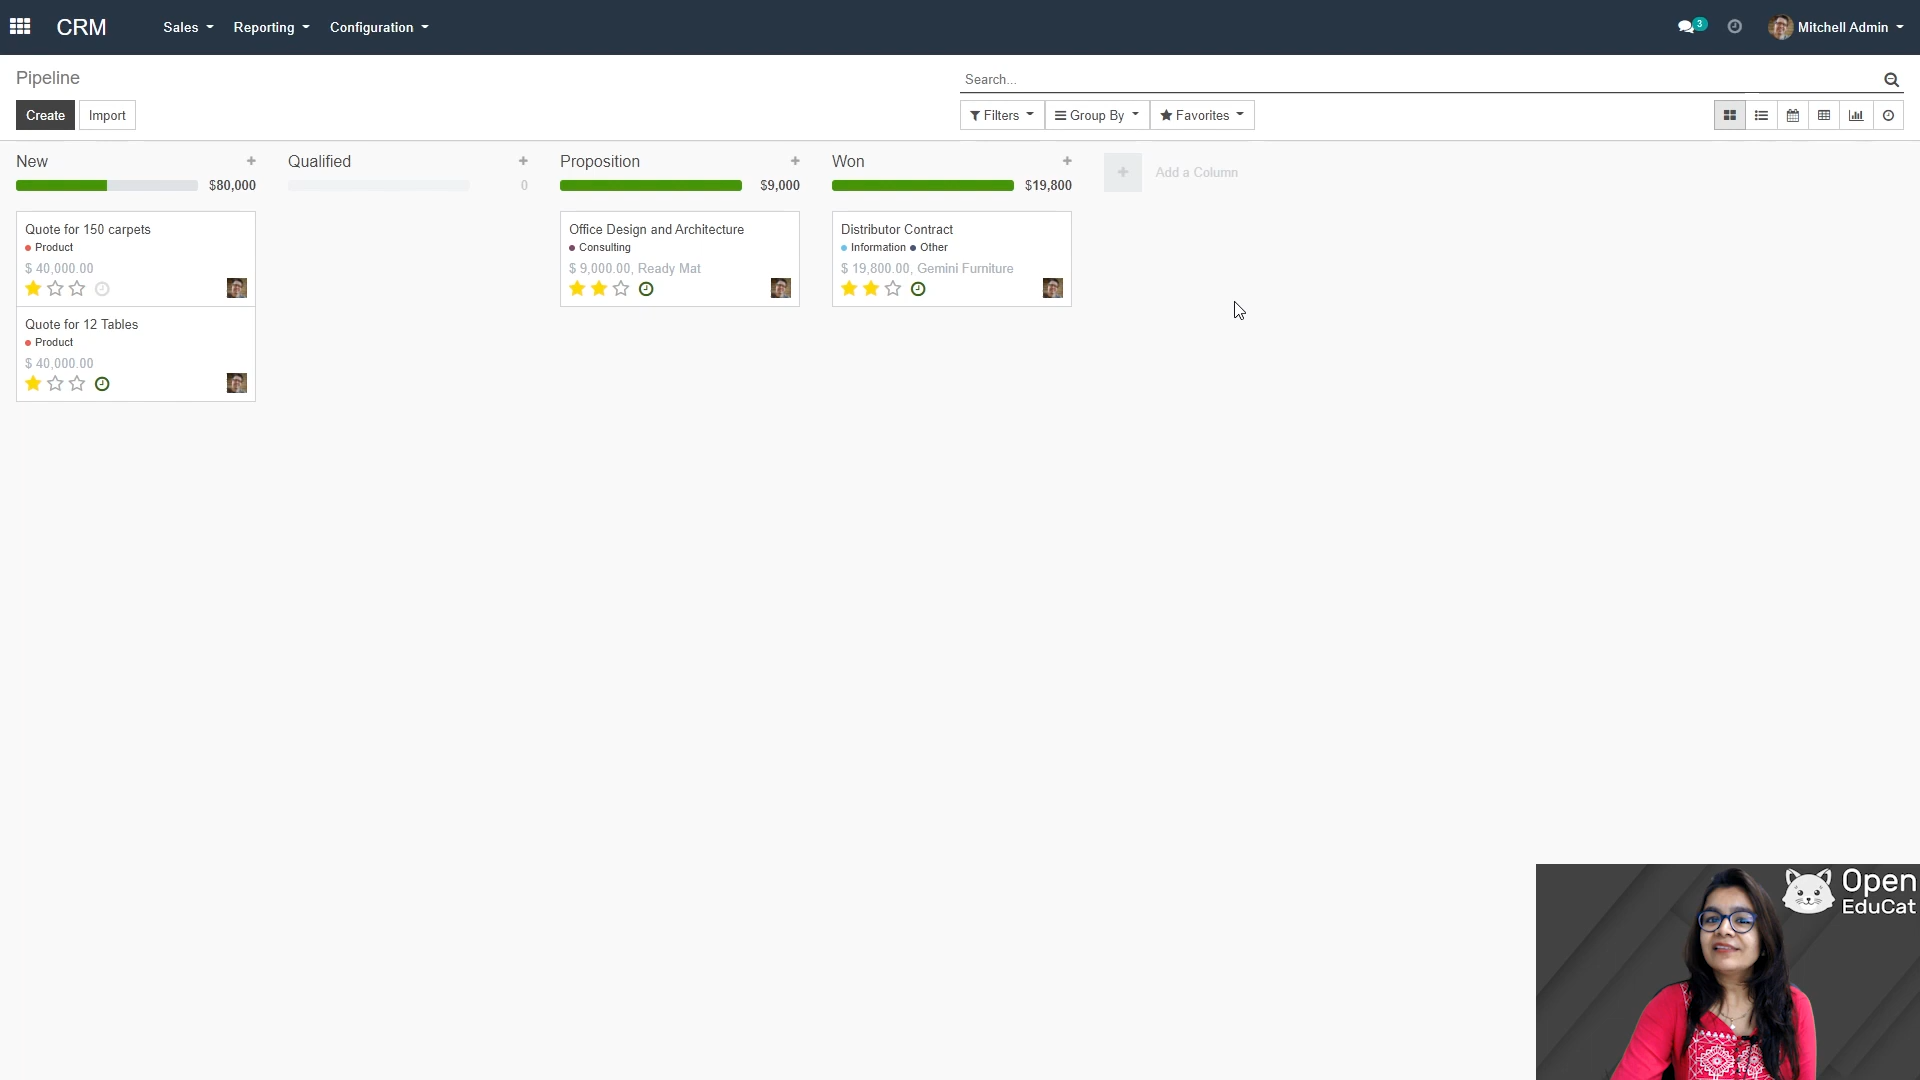 CRM Sales Reporting Configuration 3 Mitchell Admin
Pipeline
Search...
Create Import
Filters Group By Favorites
New
$80,000
Quote for 150 carpets
Product
$ 40,000.00
Quote for 12 Tables
Product
$ 40,000.00
Qualified
0
Proposition
$9,000
Office Design and Architecture
Consulting
$ 9,000.00, Ready Mat
Won
$19,800
Distributor Contract
Information Other
$ 19,800.00, Gemini Furniture
Add a Column
Open
EduCat